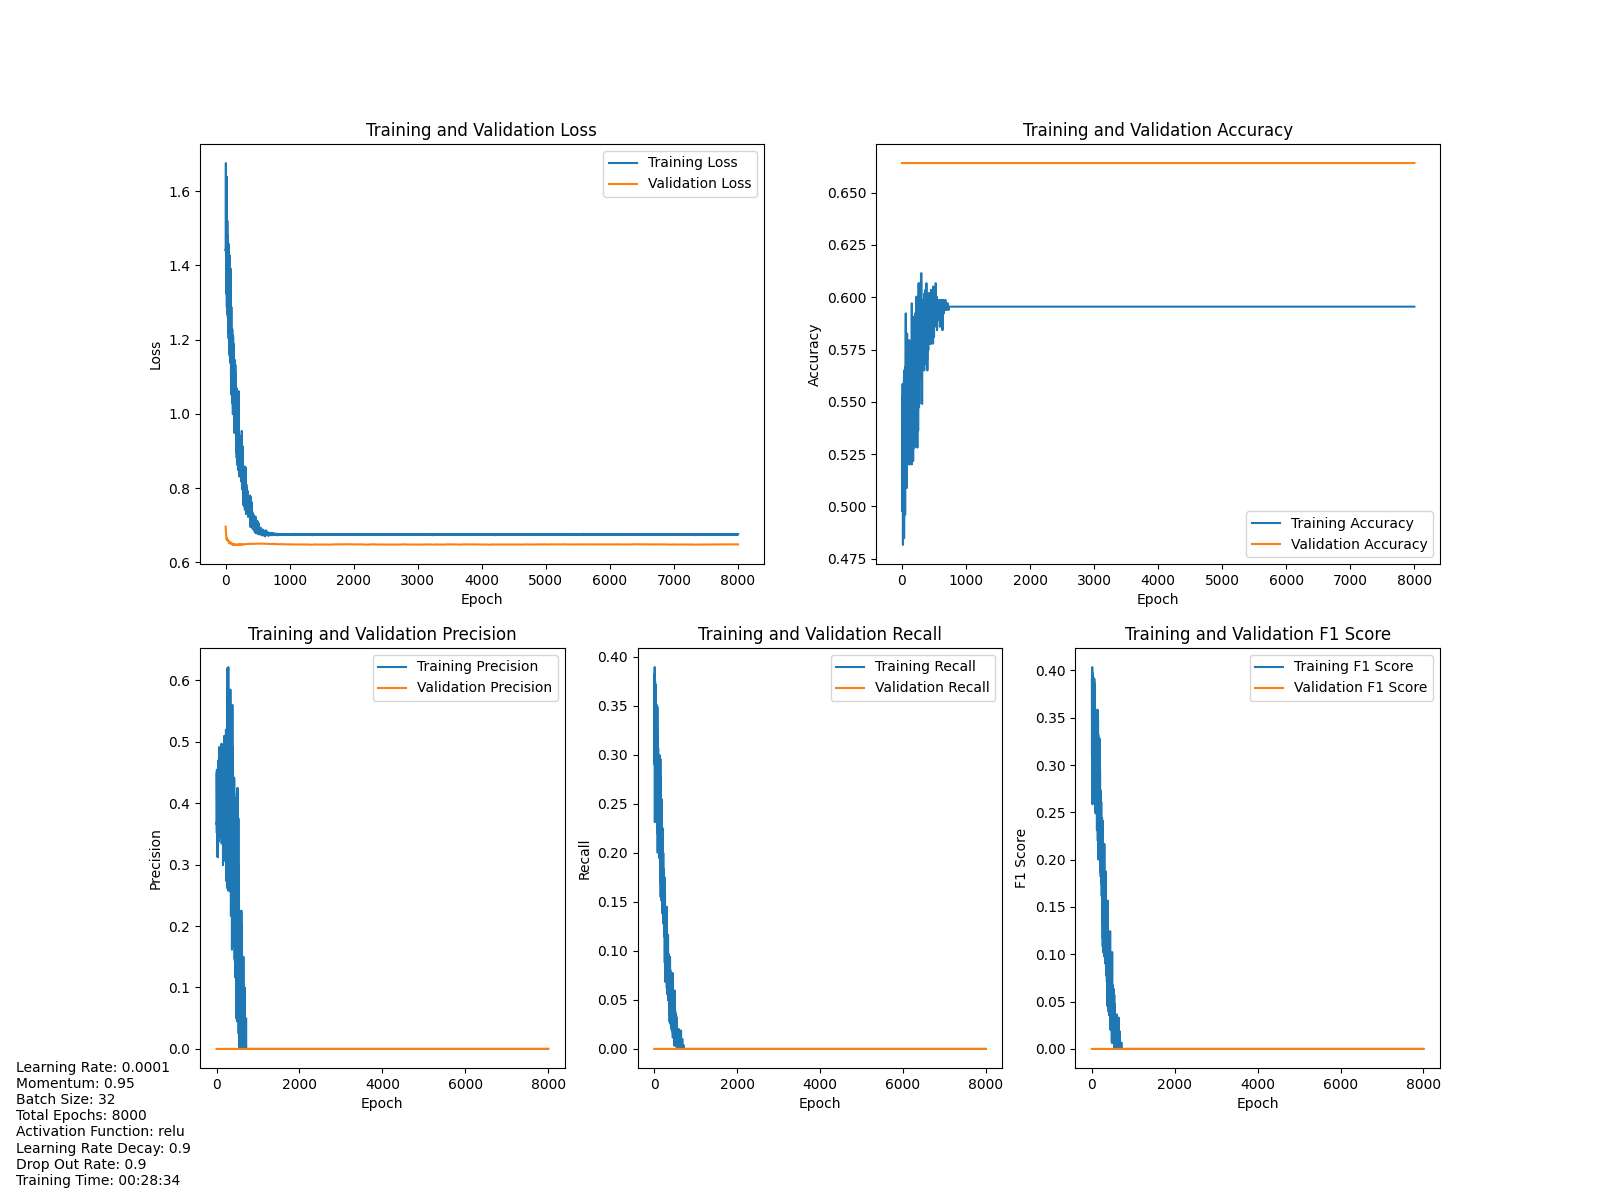 Training and Validation Loss
Training Loss
Validation Loss
1.6
1.4
1.2
1.0
0.8
0.6
Loss
0 1000 2000 3000 4000 5000 6000 7000 8000
Epoch
Training and Validation Accuracy
0.650
0.625
0.600
0.575
0.550
0.525
0.500
0.475
Accuracy
Training Accuracy
Validation Accuracy
0 1000 2000 3000 4000 5000 6000 7000 8000
Epoch
Training and Validation Precision
Training Precision
Validation Precision
0.6
0.5
0.4
0.3
0.2
0.1
0.0
Precision
0 2000 4000 6000 8000
Epoch
Training and Validation Recall
Training Recall
Validation Recall
0.40
0.35
0.30
0.25
0.20
0.15
0.10
0.05
0.00
Recall
0 2000 4000 6000 8000
Epoch
Training and Validation F1 Score
Training F1 Score
Validation F1 Score
0.40
0.35
0.30
0.25
0.20
0.15
0.10
0.05
0.00
F1 Score
0 2000 4000 6000 8000
Epoch
Learning Rate: 0.0001
Momentum: 0.95
Batch Size: 32
Total Epochs: 8000
Activation Function: relu
Learning Rate Decay: 0.9
Drop Out Rate: 0.9
Training Time: 00:28:34